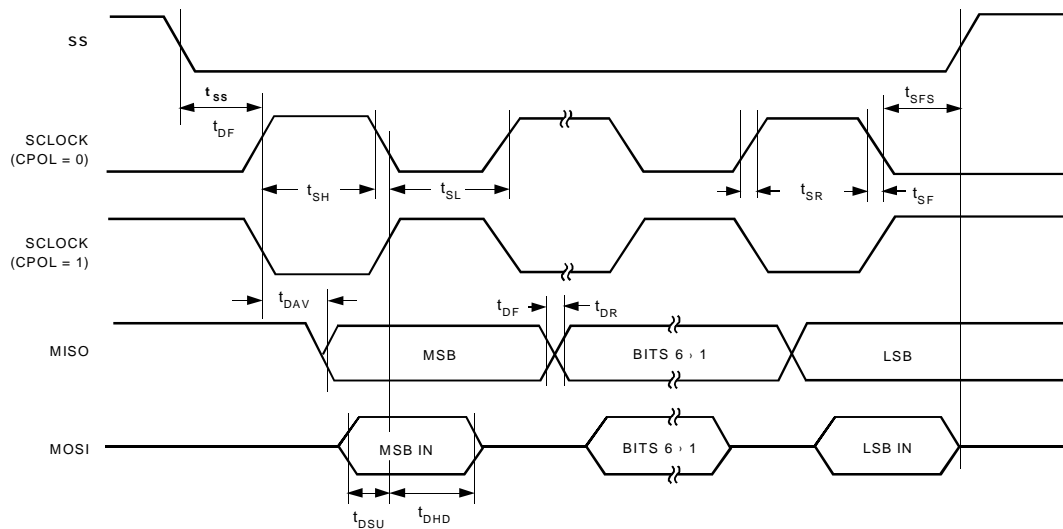 SS
tSS
tDF
tSFS
SCLOCK
(CPOL = 0)
tSH
tSL
tSR
tSF
SCLOCK
(CPOL = 1)
tDAV
tDF
tDR
MISO
MSB
BITS 6 › 1
LSB
MOSI
MSB IN
BITS 6 › 1
LSB IN
tDSU
tDHD